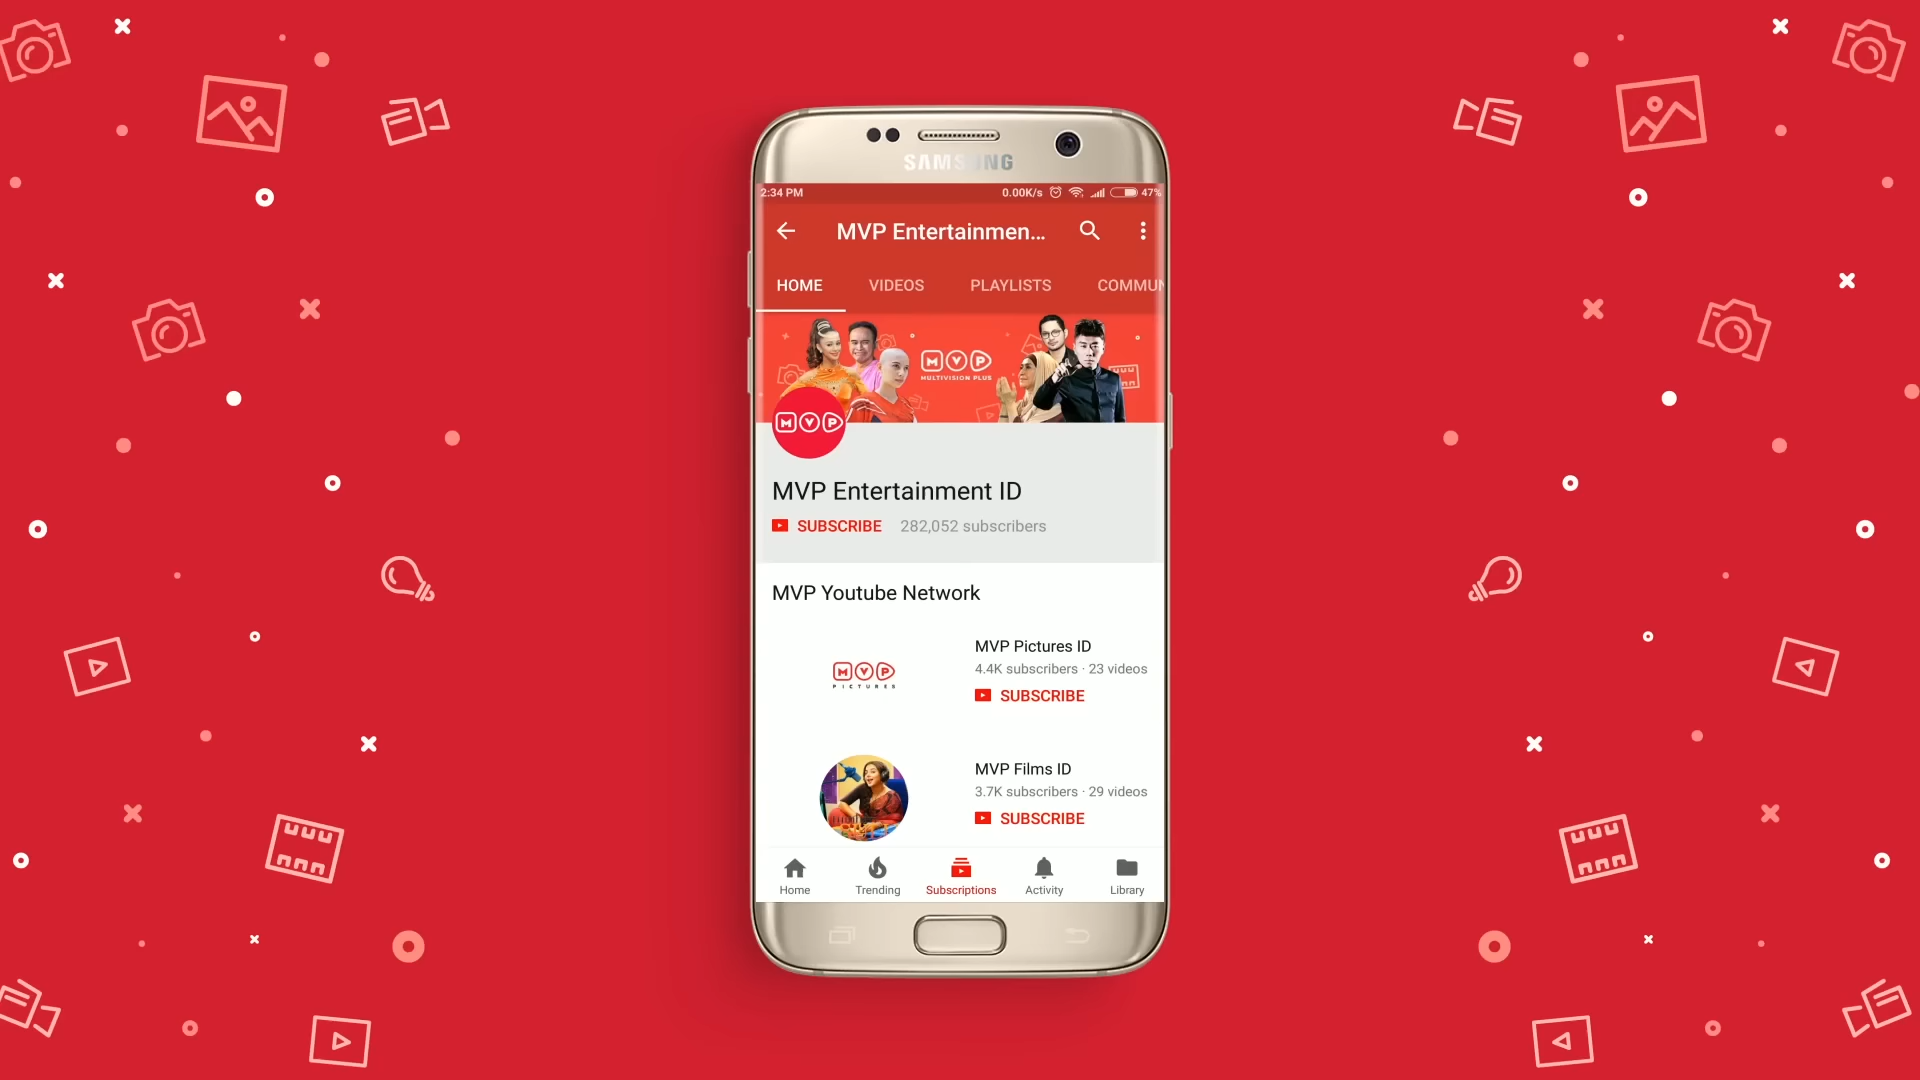 SAMSUNG
2:34 PM 0.00K/s 47%
MVP Entertainmen...
HOME VIDEOS PLAYLISTS COMMUN
MVP
MULTIVISION PLUS
MVP
MVP Entertainment ID
SUBSCRIBE 282,052 subscribers
MVP Youtube Network
MVP
PICTURES
MVP Pictures ID
4.4K subscribers · 23 videos
SUBSCRIBE
MVP Films ID
3.7K subscribers · 29 videos
SUBSCRIBE
Home Trending Subscriptions Activity Library